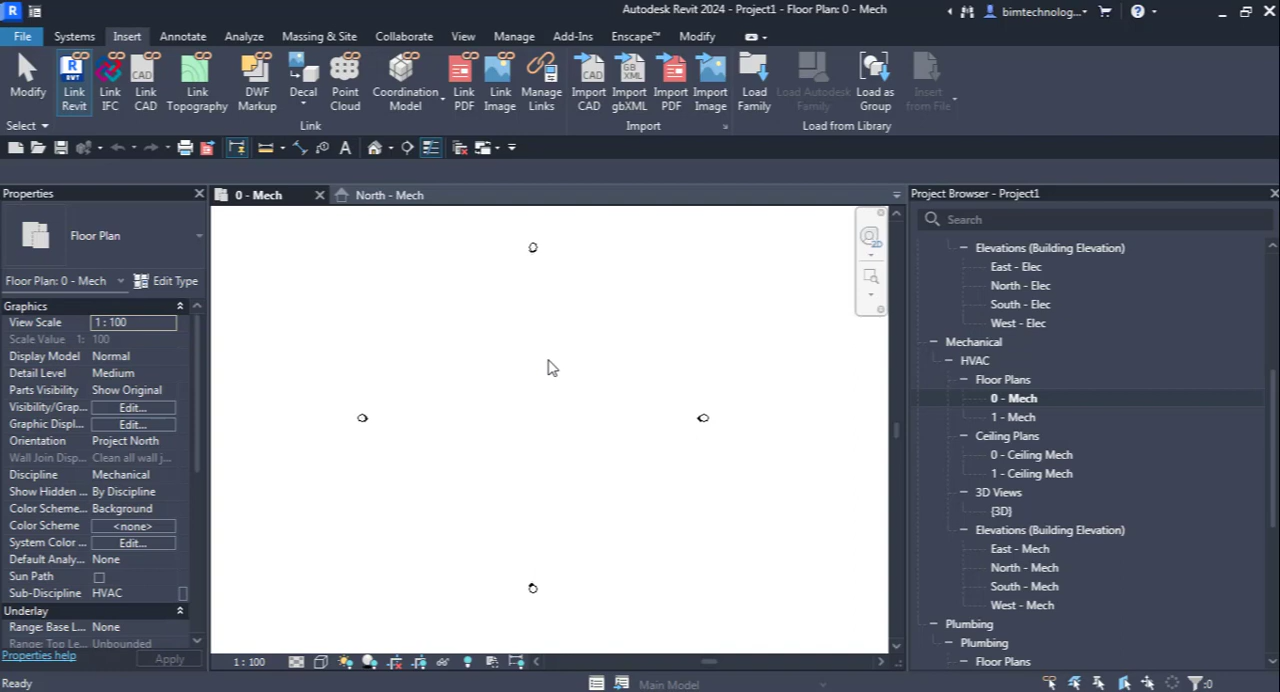 Autodesk Revit 2024 - Project1 - Floor Plan: 0 - Mech
bimtechnolog...
File Systems Insert Annotate Analyze Massing & Site Collaborate View Manage Add-Ins Enscape™ Modify
Modify
Link Revit
Link IFC
Link CAD
Link Topography
DWF Markup
Decal
Point Cloud
Coordination Model
Link PDF
Link Image
Manage Links
Import CAD
Import gbXML
Import PDF
Import Image
Load Family
Load Autodesk Family
Load as Group
Insert from File
Select
Link
Import
Load from Library
Properties
0 - Mech
North - Mech
Project Browser - Project1
Search
Floor Plan
Floor Plan: 0 - Mech
Edit Type
Graphics
View Scale 1 : 100
Scale Value 1: 100
Display Model Normal
Detail Level Medium
Parts Visibility Show Original
Visibility/Grap... Edit...
Graphic Displ... Edit...
Orientation Project North
Wall Join Disp... Clean all wall j...
Discipline Mechanical
Show Hidden ... By Discipline
Color Scheme... Background
Color Scheme <none>
System Color ... Edit...
Default Analy... None
Sun Path
Sub-Discipline HVAC
Underlay
Range: Base L... None
Range: Top Le... Unbounded
Properties help
Apply
2D
Elevations (Building Elevation)
East - Elec
North - Elec
South - Elec
West - Elec
Mechanical
HVAC
Floor Plans
0 - Mech
1 - Mech
Ceiling Plans
0 - Ceiling Mech
1 - Ceiling Mech
3D Views
{3D}
Elevations (Building Elevation)
East - Mech
North - Mech
South - Mech
West - Mech
Plumbing
Plumbing
Floor Plans
1 : 100
Ready
Main Model
:0